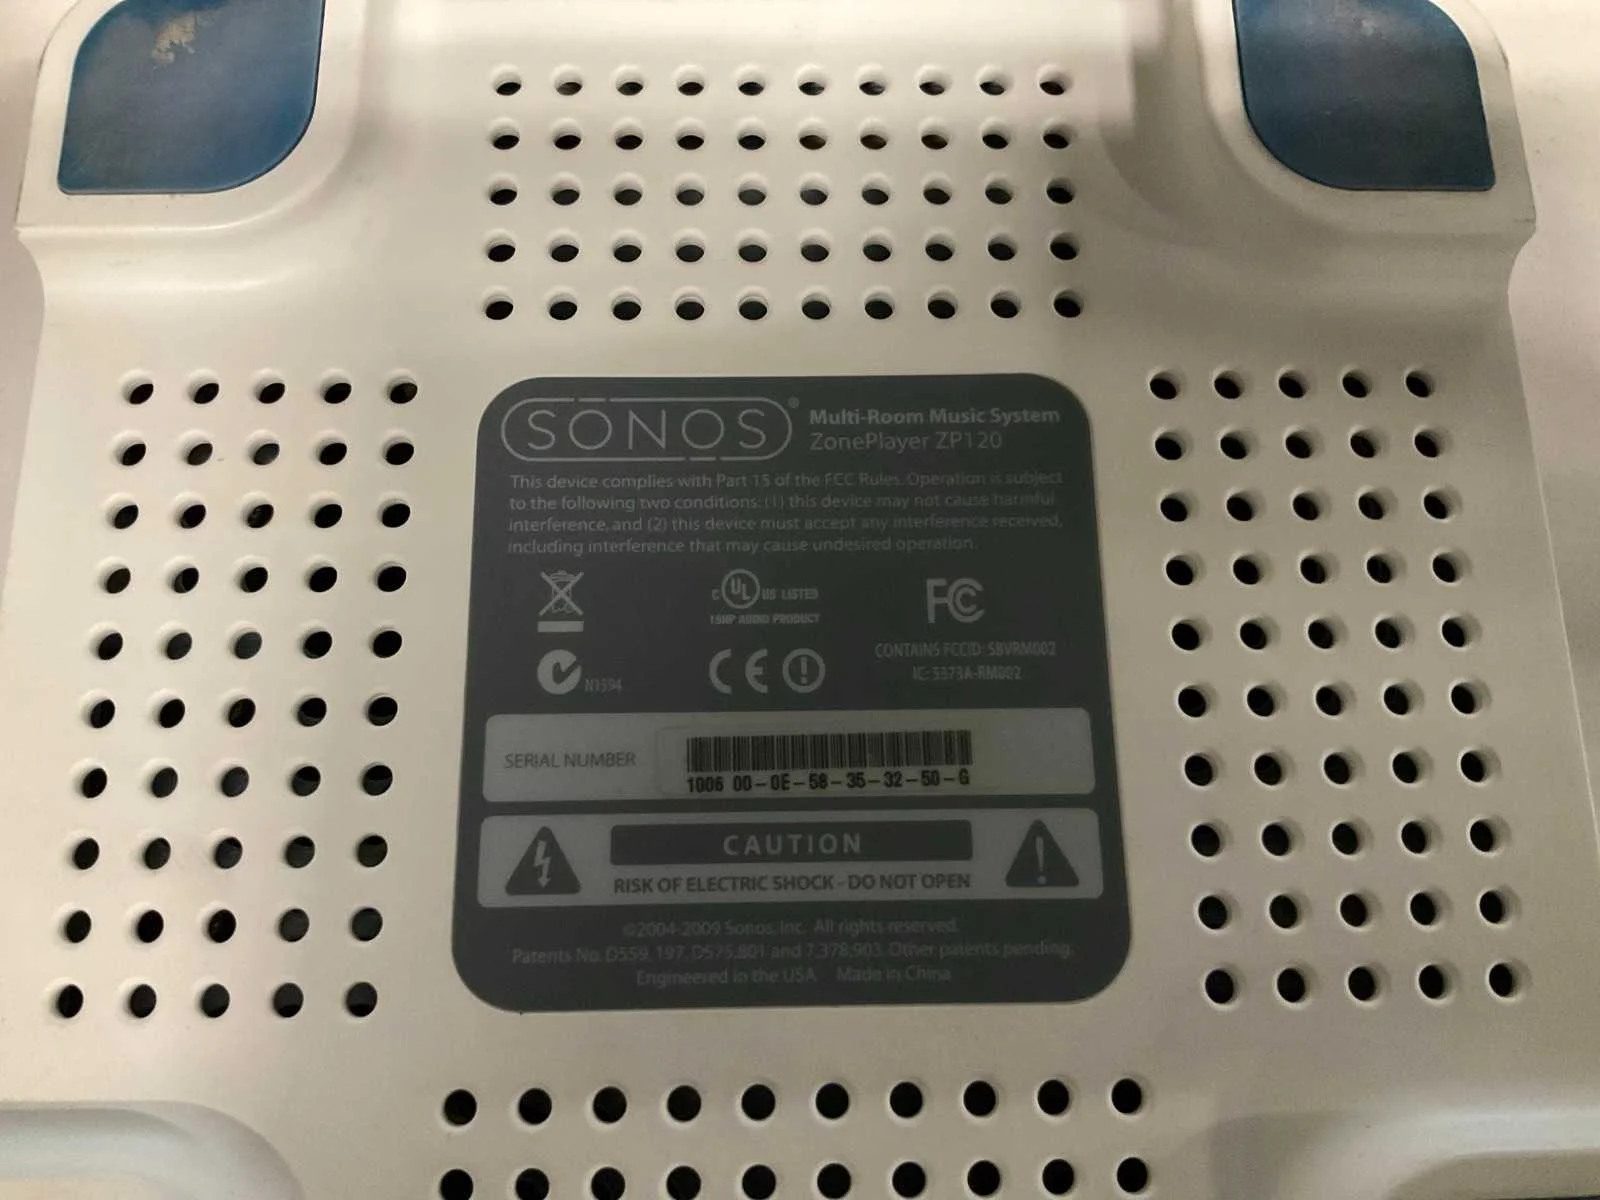 SONOS®
Multi-Room Music System
ZonePlayer ZP120
This device complies with Part 15 of the FCC Rules. Operation is subject
to the following two conditions: (1) this device may not cause harmful
interference, and (2) this device must accept any interference received,
including interference that may cause undesired operation.
C UL US LISTED
15HP AUDIO PRODUCT
FC
CONTAINS FCCID: SBVRM002
IC: 5373A-RM002
N1594
CE
SERIAL NUMBER
1006 00-0E-58-35-32-50-G
CAUTION
RISK OF ELECTRIC SHOCK - DO NOT OPEN
©2004-2009 Sonos, Inc. All rights reserved.
Patents No. D559, 197, D575,801 and 7,378,903. Other patents pending.
Engineered in the USA Made in China